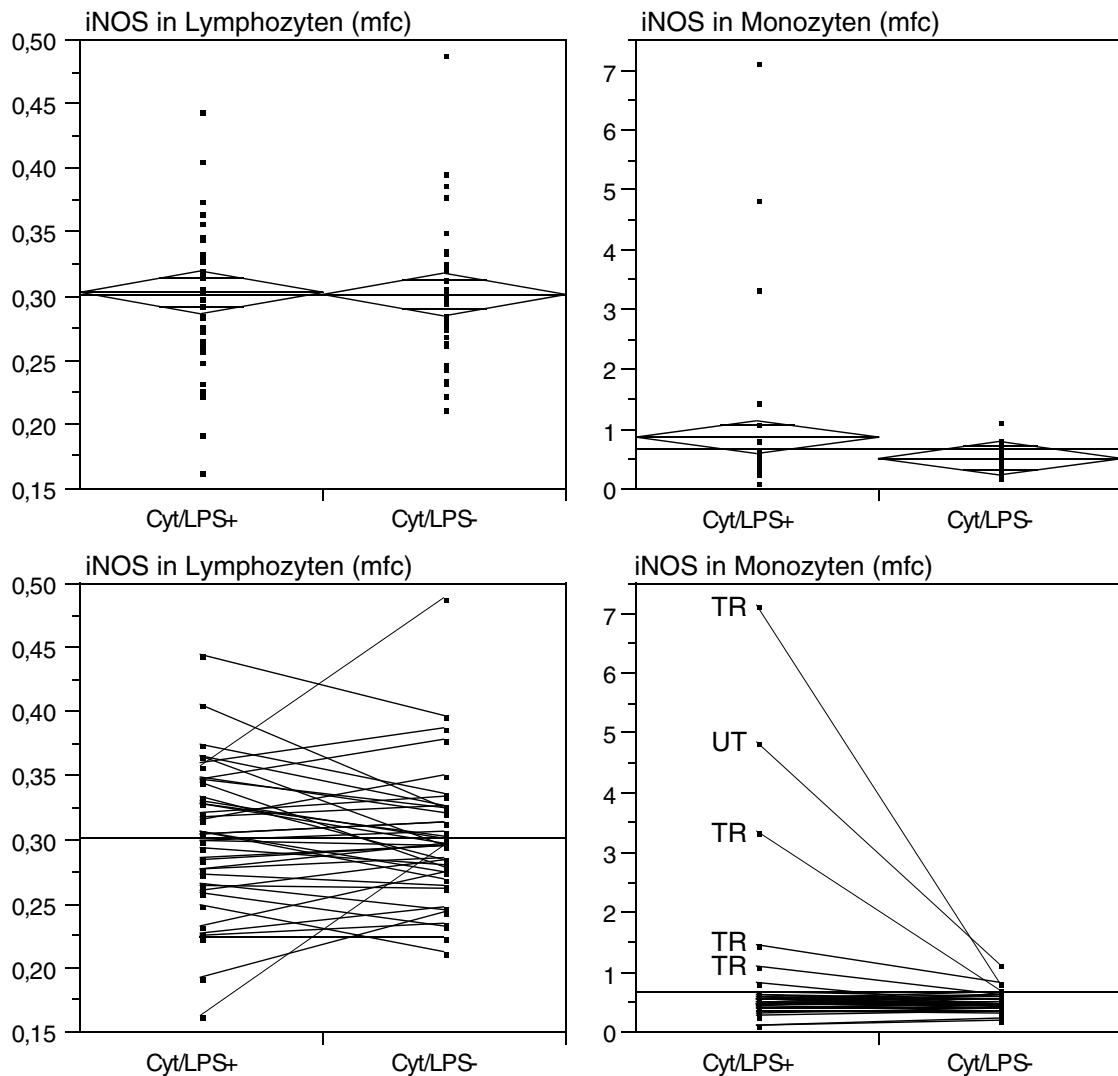 iNOS in Lymphozyten (mfc)
0,50
0,45
0,40
0,35
0,30
0,25
0,20
0,15
Cyt/LPS+
Cyt/LPS-
iNOS in Monozyten (mfc)
7
6
5
4
3
2
1
0
Cyt/LPS+
Cyt/LPS-
iNOS in Lymphozyten (mfc)
0,50
0,45
0,40
0,35
0,30
0,25
0,20
0,15
Cyt/LPS+
Cyt/LPS-
iNOS in Monozyten (mfc)
7
6
5
4
3
2
1
0
TR
UT
TR
TR
TR
Cyt/LPS+
Cyt/LPS-